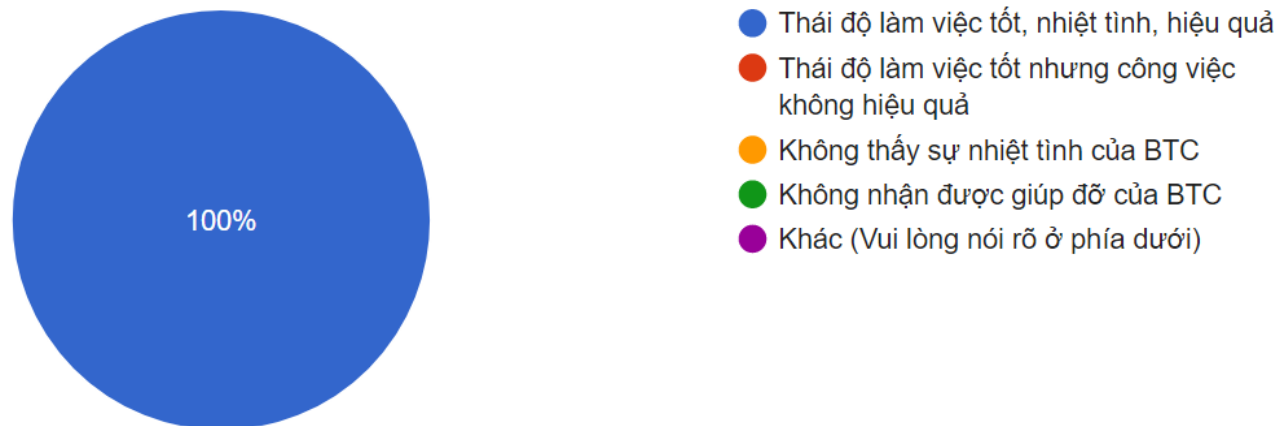 100%
Thái độ làm việc tốt, nhiệt tình, hiệu quả
Thái độ làm việc tốt nhưng công việc
không hiệu quả
Không thấy sự nhiệt tình của BTC
Không nhận được giúp đỡ của BTC
Khác (Vui lòng nói rõ ở phía dưới)